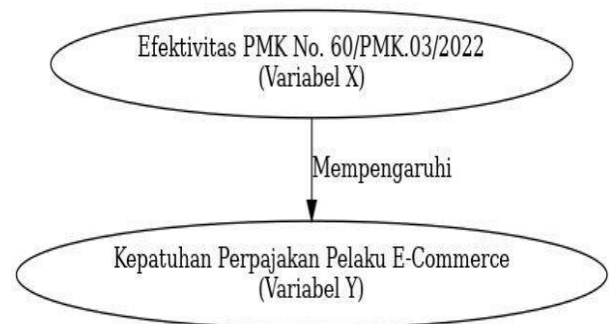 Efektivitas PMK No. 60/PMK.03/2022
(Variabel X)
Mempengaruhi
Kepatuhan Perpajakan Pelaku E-Commerce
(Variabel Y)